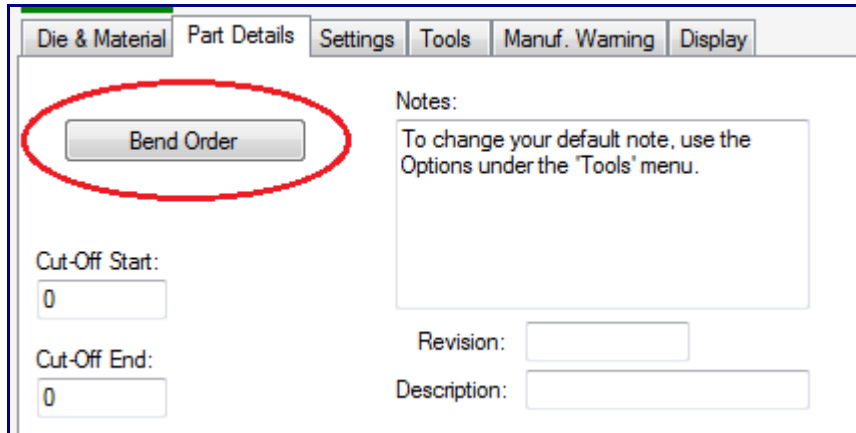 Die & Material Part Details Settings Tools Manuf. Warning Display
Bend Order
Notes:
To change your default note, use the
Options under the 'Tools' menu.
Cut-Off Start:
0
Revision:
Cut-Off End:
0
Description: